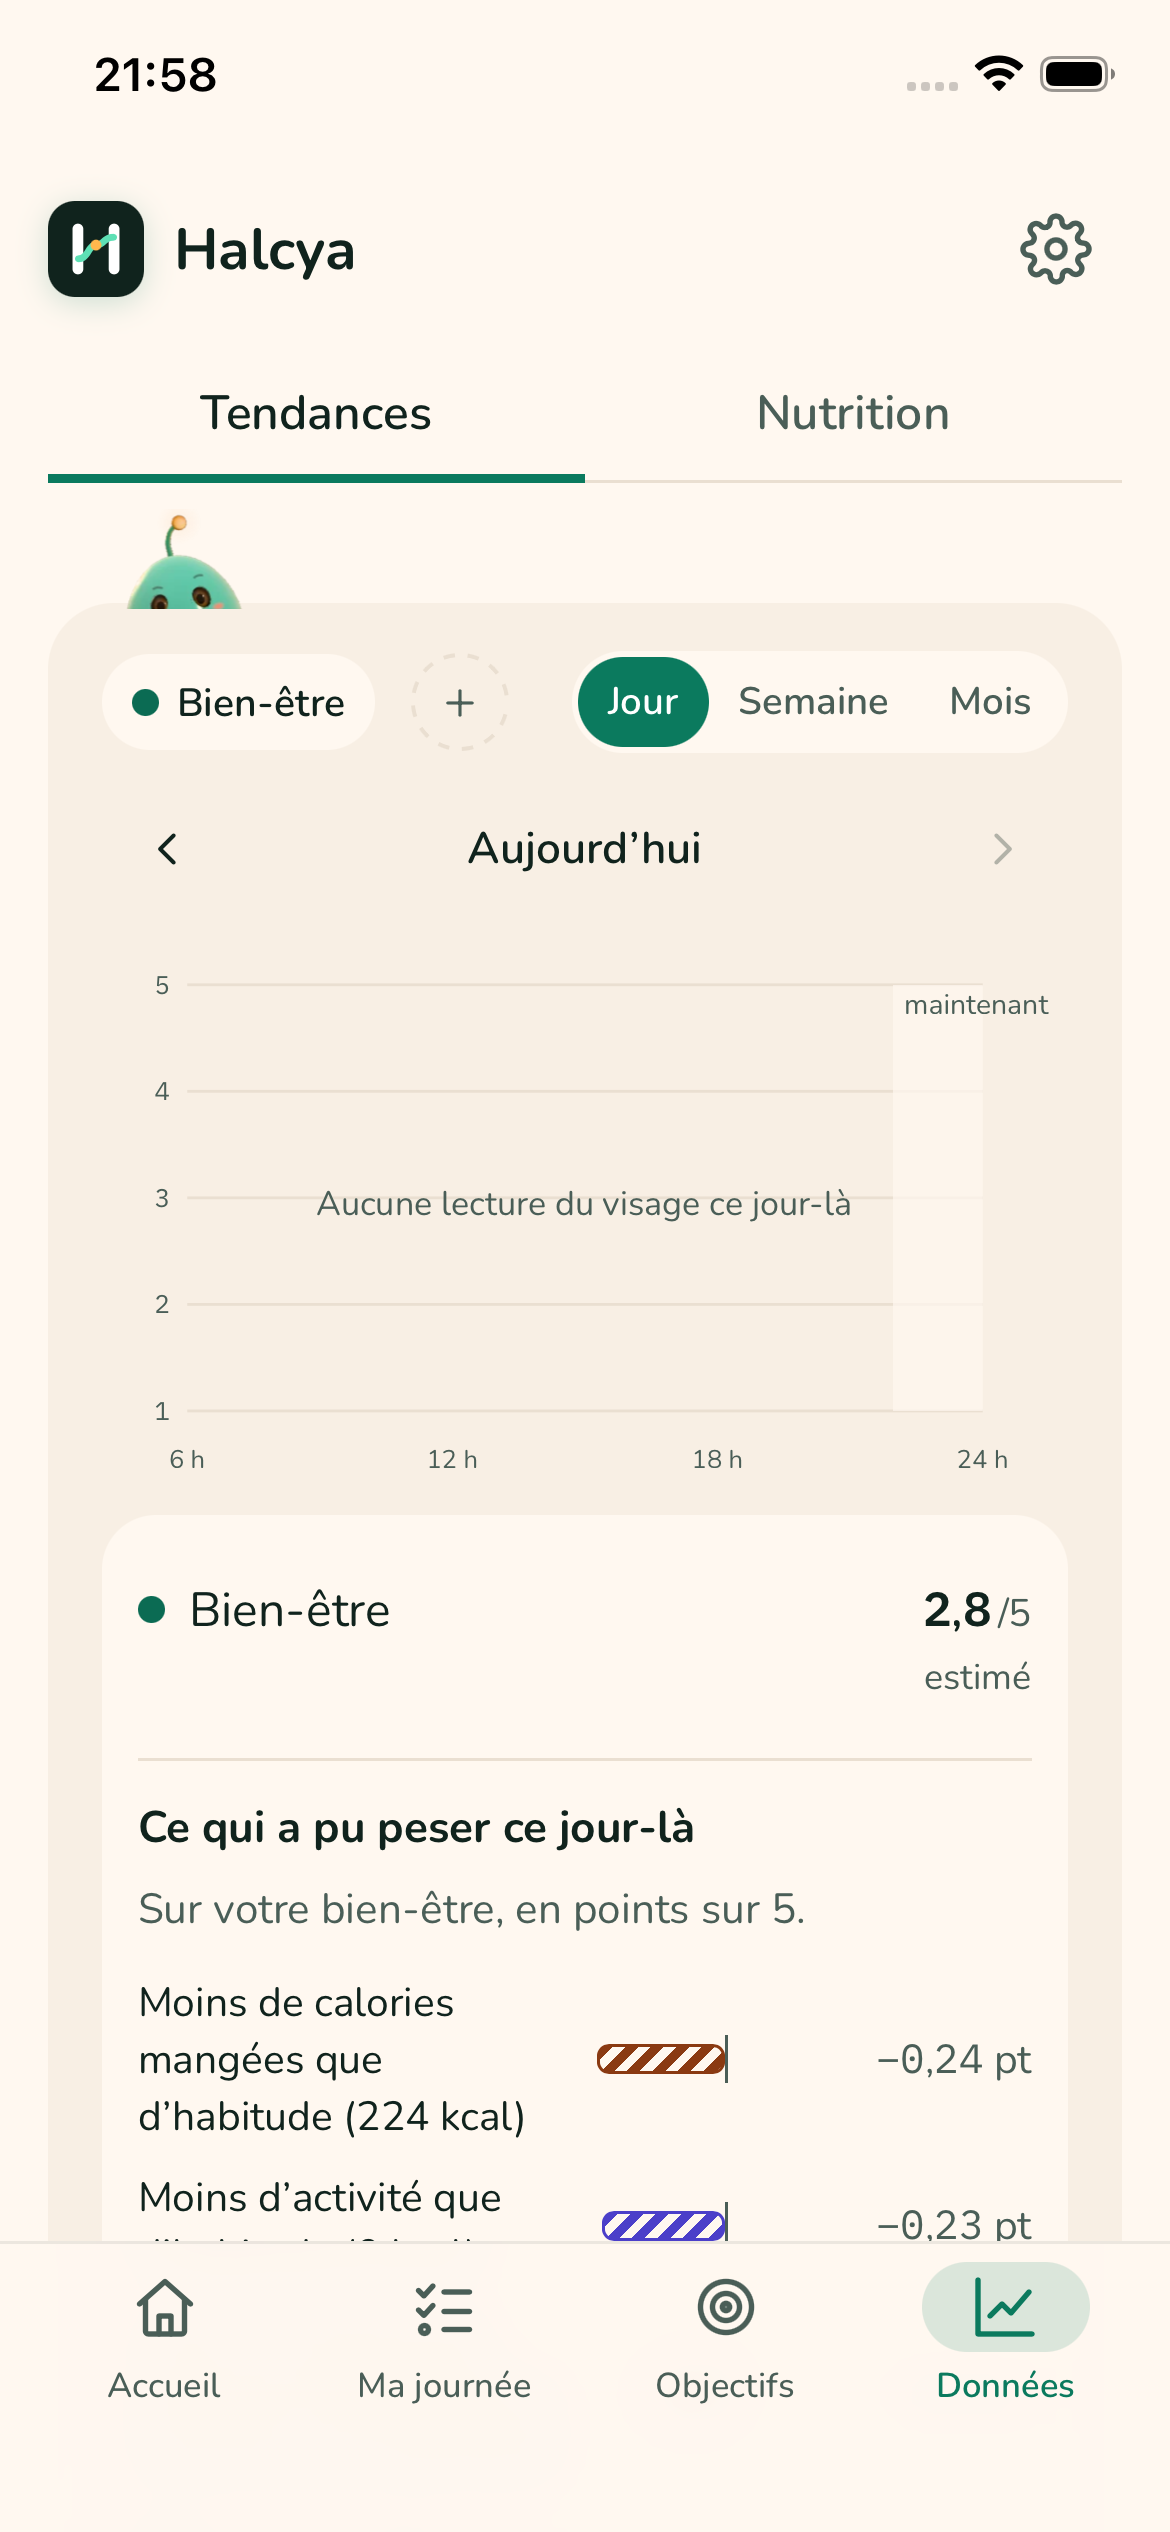 21:58
Halcya
Tendances
Nutrition
Bien-être
+
Jour
Semaine
Mois
Aujourd’hui
5
maintenant
4
3
Aucune lecture du visage ce jour-là
2
1
6 h
12 h
18 h
24 h
Bien-être
2,8/5
estimé
Ce qui a pu peser ce jour-là
Sur votre bien-être, en points sur 5.
Moins de calories
mangées que
d’habitude (224 kcal)
−0,24 pt
Moins d’activité que
−0,23 pt
Accueil
Ma journée
Objectifs
Données